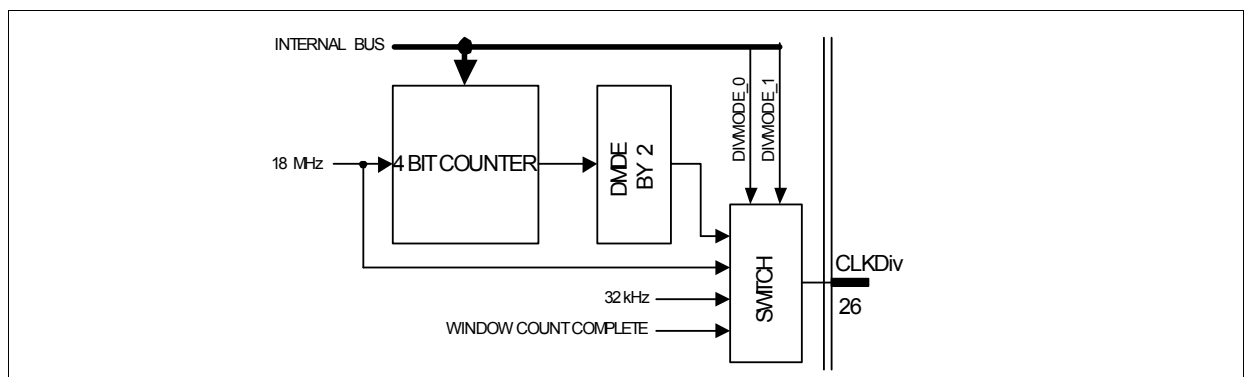 INTERNAL BUS
DIVMODE_0
DIVMODE_1
18 MHz
4 BIT COUNTER
DIVIDE
BY 2
SWITCH
CLKDiv
26
32 kHz
WINDOW COUNT COMPLETE